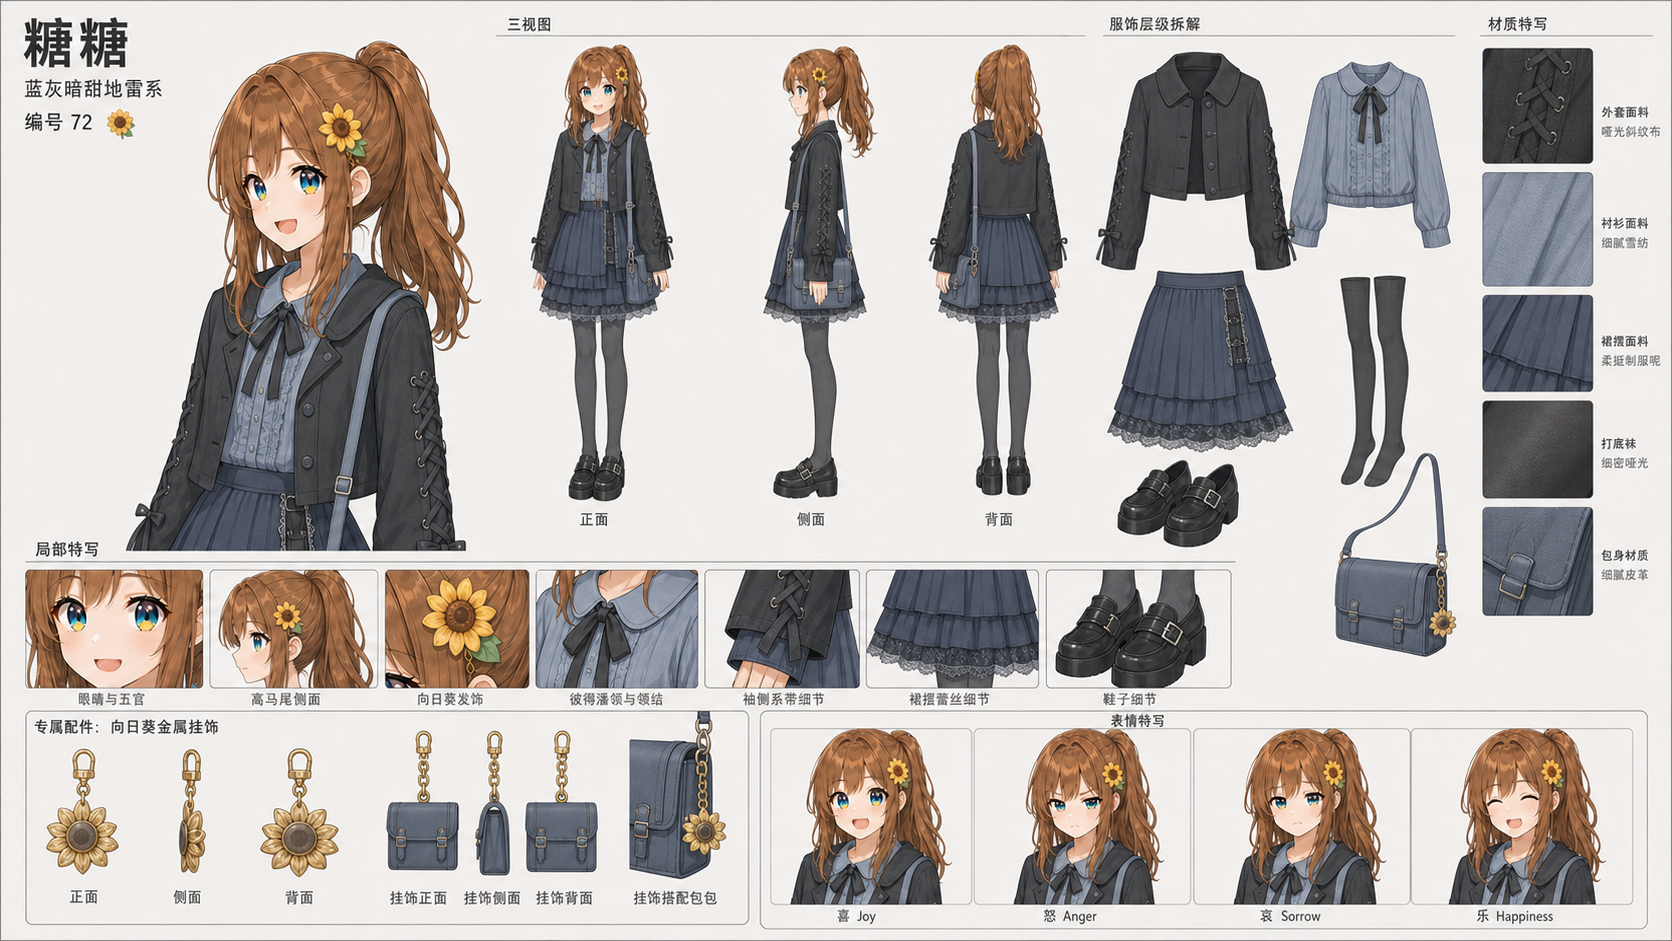 糖糖
蓝灰暗甜地雷系
编号 72
三视图
正面
侧面
背面
服饰层级拆解
材质特写
外套面料
哑光斜纹布
衬衫面料
细腻雪纺
裙摆面料
柔挺制服呢
打底袜
细密哑光
包身材质
细腻皮革
局部特写
眼睛与五官
高马尾侧面
向日葵发饰
彼得潘领与领结
袖侧系带细节
裙摆蕾丝细节
鞋子细节
专属配件：向日葵金属挂饰
正面
侧面
背面
挂饰正面
挂饰侧面
挂饰背面
挂饰搭配包包
表情特写
喜 Joy
怒 Anger
哀 Sorrow
乐 Happiness